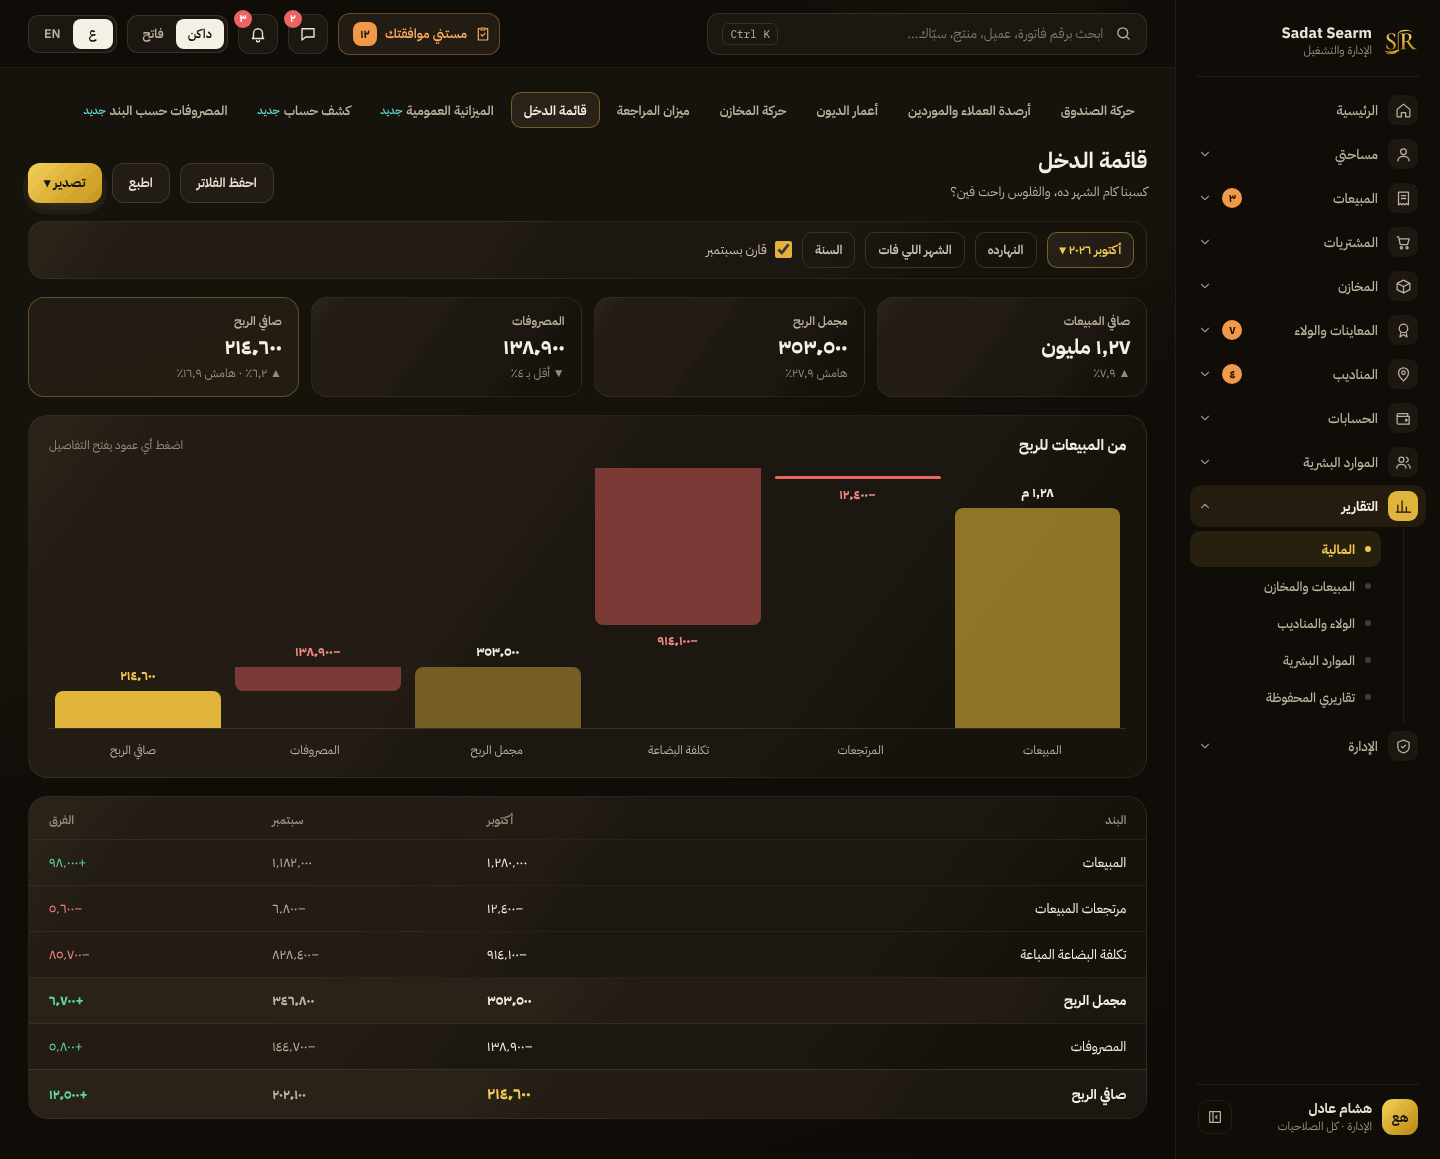 Sadat Searm
الإدارة والتشغيل
الرئيسية
مساحتي
المبيعات ٣
المشتريات
المخازن
المعاينات والولاء ٧
المناديب ٤
الحسابات
الموارد البشرية
التقارير
المالية
المبيعات والمخازن
الولاء والمناديب
الموارد البشرية
تقاريري المحفوظة
الإدارة
هع
هشام عادل
الإدارة · كل الصلاحيات
ابحث برقم فاتورة، عميل، منتج، سبّاك... Ctrl K
مستني موافقتك ١٢
٢
٣
داكن فاتح
ع EN
حركة الصندوق أرصدة العملاء والموردين أعمار الديون حركة المخازن ميزان المراجعة قائمة الدخل الميزانية العمومية جديد كشف حساب جديد المصروفات حسب البند جديد
قائمة الدخل
كسبنا كام الشهر ده، والفلوس راحت فين؟
احفظ الفلاتر اطبع تصدير ▾
أكتوبر ٢٠٢٦ ▾ النهارده الشهر اللي فات السنة قارن بسبتمبر
صافي المبيعات
١,٢٧ مليون
▲ ٧,٩٪
مجمل الربح
٣٥٣,٥٠٠
هامش ٢٧,٩٪
المصروفات
١٣٨,٩٠٠
▼ أقل بـ ٤٪
صافي الربح
٢١٤,٦٠٠
▲ ٦,٢٪ · هامش ١٦,٩٪
من المبيعات للربح
اضغط أي عمود يفتح التفاصيل
١,٢٨ م
−١٢,٤٠٠
−٩١٤,١٠٠
٣٥٣,٥٠٠
−١٣٨,٩٠٠
٢١٤,٦٠٠
المبيعات المرتجعات تكلفة البضاعة مجمل الربح المصروفات صافي الربح
البند أكتوبر سبتمبر الفرق
المبيعات ١,٢٨٠,٠٠٠ ١,١٨٢,٠٠٠ +٩٨,٠٠٠
مرتجعات المبيعات −١٢,٤٠٠ −٦,٨٠٠ −٥,٦٠٠
تكلفة البضاعة المباعة −٩١٤,١٠٠ −٨٢٨,٤٠٠ −٨٥,٧٠٠
مجمل الربح ٣٥٣,٥٠٠ ٣٤٦,٨٠٠ +٦,٧٠٠
المصروفات −١٣٨,٩٠٠ −١٤٤,٧٠٠ +٥,٨٠٠
صافي الربح ٢١٤,٦٠٠ ٢٠٢,١٠٠ +١٢,٥٠٠